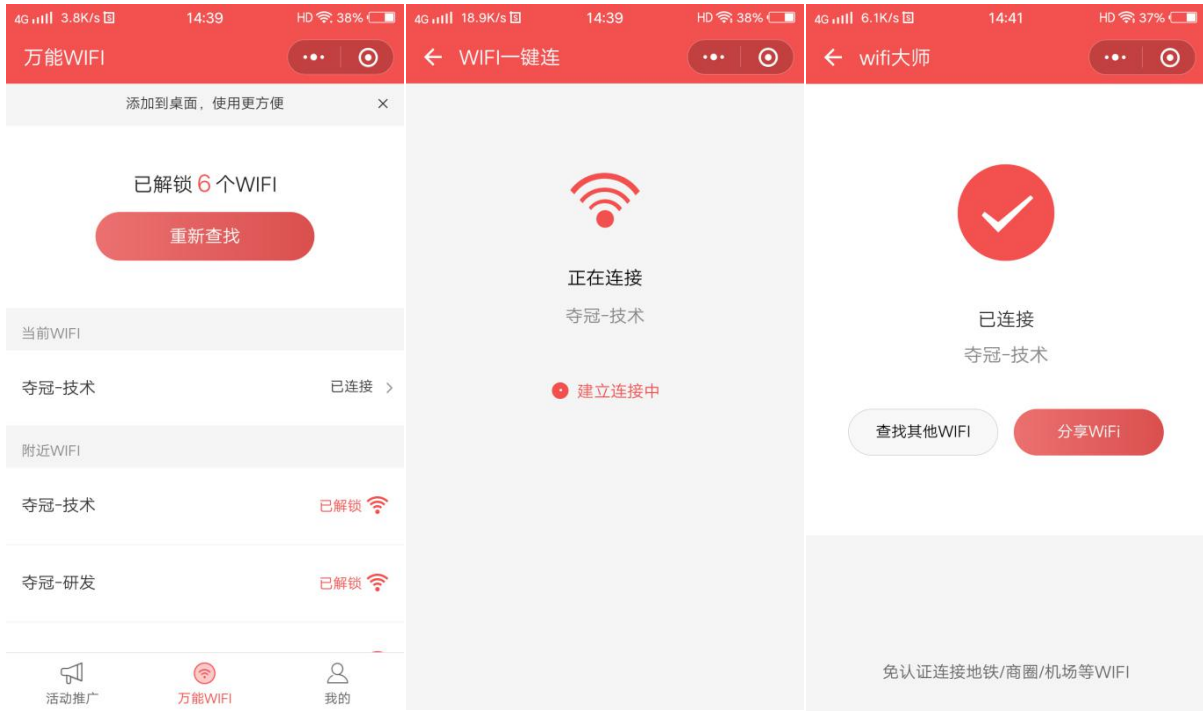 4G 3.8K/s 14:39 HD 38%
万能WIFI
添加到桌面，使用更方便 ×
已解锁 6 个WIFI
重新查找
当前WIFI
夺冠-技术 已连接 >
附近WIFI
夺冠-技术 已解锁
夺冠-研发 已解锁
活动推广 万能WIFI 我的
4G 18.9K/s 14:39 HD 38%
← WIFI一键连
正在连接
夺冠-技术
建立连接中
4G 6.1K/s 14:41 HD 37%
← wifi大师
已连接
夺冠-技术
查找其他WIFI 分享WiFi
免认证连接地铁/商圈/机场等WIFI